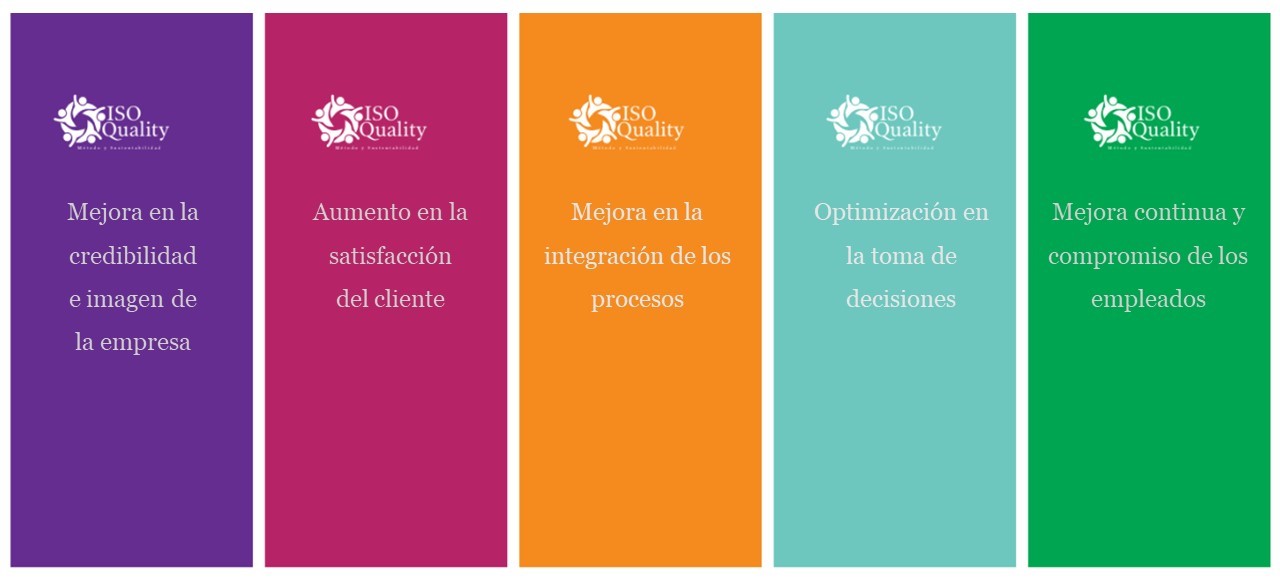 ISO
Quality
Método y Sustentabilidad
Mejora en la
credibilidad
e imagen de
la empresa
ISO
Quality
Método y Sustentabilidad
Aumento en la
satisfacción
del cliente
ISO
Quality
Método y Sustentabilidad
Mejora en la
integración de los
procesos
ISO
Quality
Método y Sustentabilidad
Optimización en
la toma de
decisiones
ISO
Quality
Método y Sustentabilidad
Mejora continua y
compromiso de los
empleados